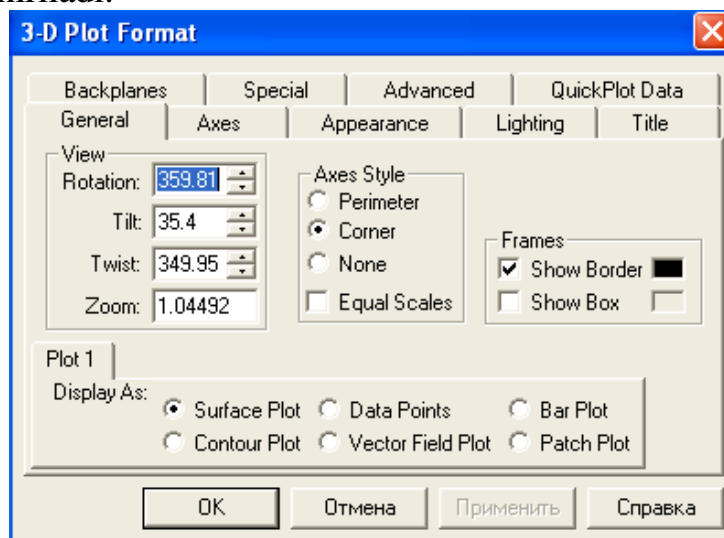 3-D Plot Format
Backplanes Special Advanced QuickPlot Data
General Axes Appearance Lighting Title
View
Rotation: 359.81
Tilt: 35.4
Twist: 349.95
Zoom: 1.04492
Axes Style
Perimeter
Corner
None
Equal Scales
Frames
Show Border
Show Box
Plot 1
Display As:
Surface Plot Data Points Bar Plot
Contour Plot Vector Field Plot Patch Plot
OK Отмена Применить Справка